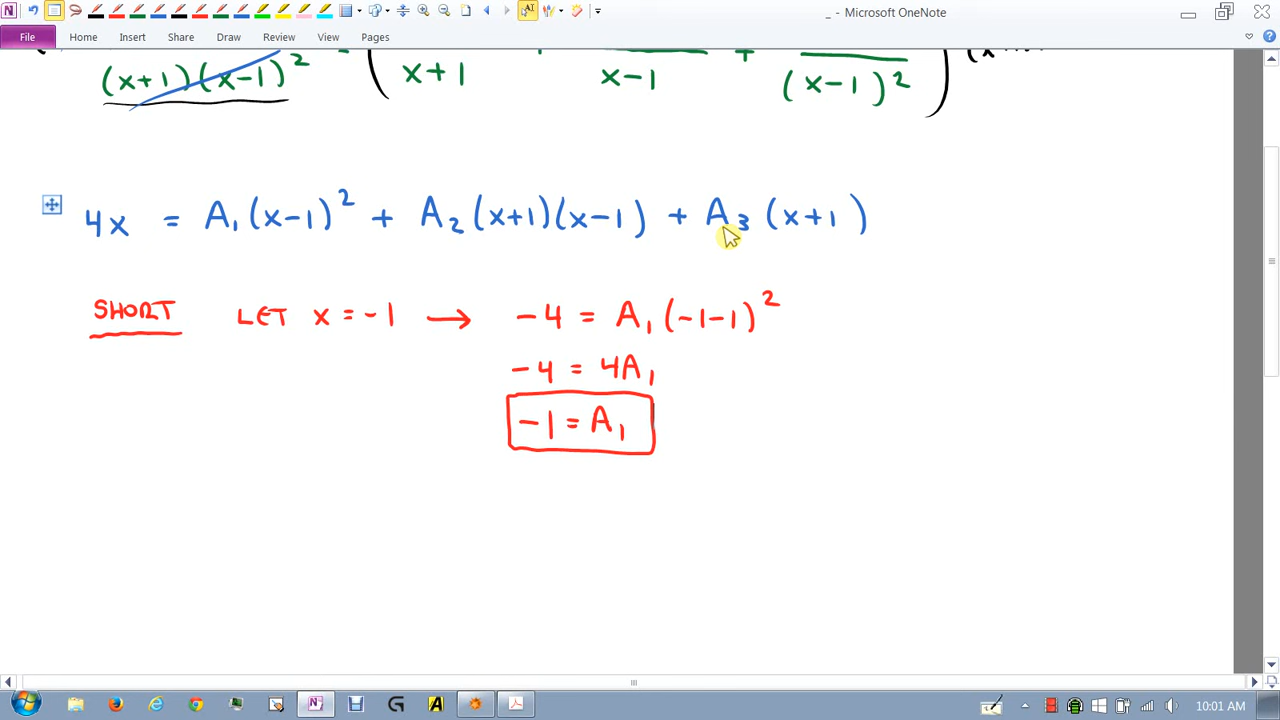 _ - Microsoft OneNote
File Home Insert Share Draw Review View Pages
(x+1)(x-1)² = ( x+1 + x-1 + (x-1)² )
4x = A₁(x-1)² + A₂(x+1)(x-1) + A₃(x+1)
SHORT LET x = -1 → -4 = A₁(-1-1)²
-4 = 4A₁
-1 = A₁
10:01 AM